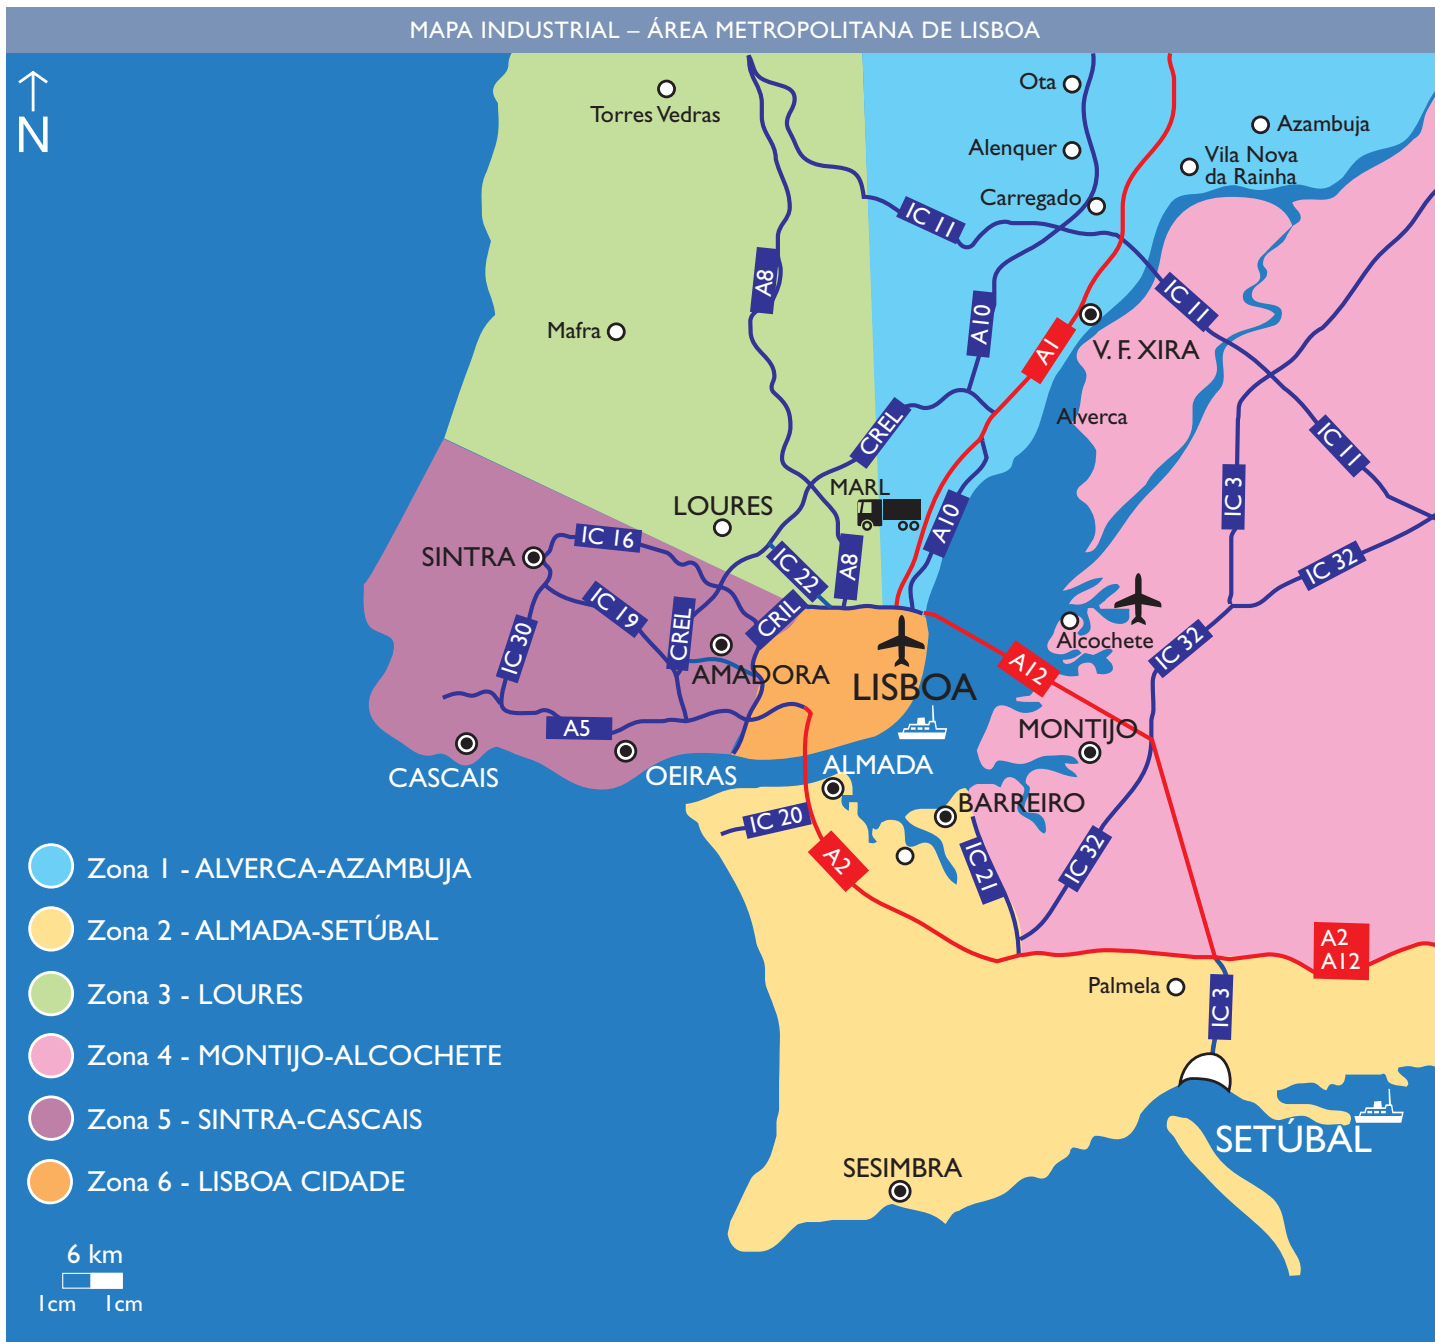 MAPA INDUSTRIAL – ÁREA METROPOLITANA DE LISBOA
N
Ota
Torres Vedras
Azambuja
Alenquer
Vila Nova
da Rainha
Carregado
IC 11
A8
IC 11
A10
Mafra
A1
V. F. XIRA
Alverca
CREL
IC 11
MARL
IC 3
LOURES
A10
IC 16
SINTRA
IC 22
A8
IC 32
IC 19
CRIL
CREL
Alcochete
IC 30
IC 32
A12
AMADORA
LISBOA
A5
MONTIJO
CASCAIS
OEIRAS
ALMADA
BARREIRO
IC 20
A2
IC 21
IC 32
Zona 1 - ALVERCA-AZAMBUJA
Zona 2 - ALMADA-SETÚBAL
A2
A12
Palmela
Zona 3 - LOURES
IC 3
Zona 4 - MONTIJO-ALCOCHETE
Zona 5 - SINTRA-CASCAIS
SETÚBAL
SESIMBRA
Zona 6 - LISBOA CIDADE
6 km
1cm 1cm